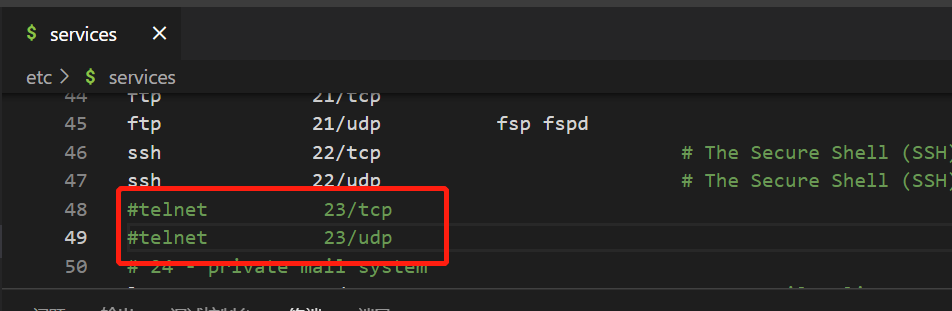 $ services ×
etc > $ services
44 ftp 21/tcp
45 ftp 21/udp fsp fspd
46 ssh 22/tcp # The Secure Shell (SSH)
47 ssh 22/udp # The Secure Shell (SSH)
48 #telnet 23/tcp
49 #telnet 23/udp
50 # 24 - private mail system